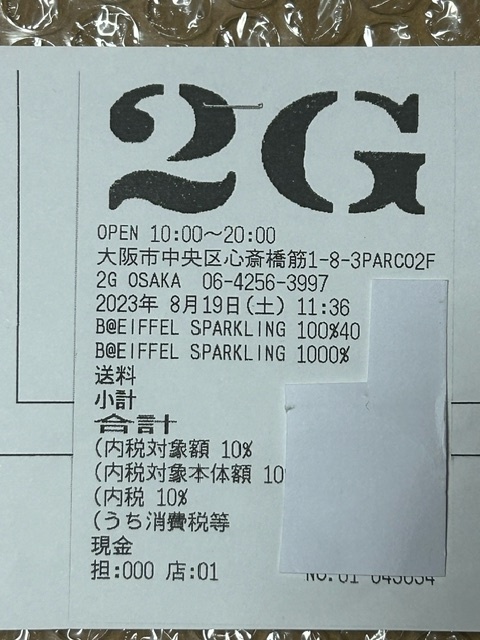 2G
OPEN 10:00～20:00
大阪市中央区心斎橋筋1-8-3PARCO2F
2G OSAKA 06-4256-3997
2023年 8月19日(土) 11:36
B@EIFFEL SPARKLING 100%40
B@EIFFEL SPARKLING 1000%
送料
小計
合計
(内税対象額 10%
(内税対象本体額 10
(内税 10%
(うち消費税等
現金
担:000 店:01